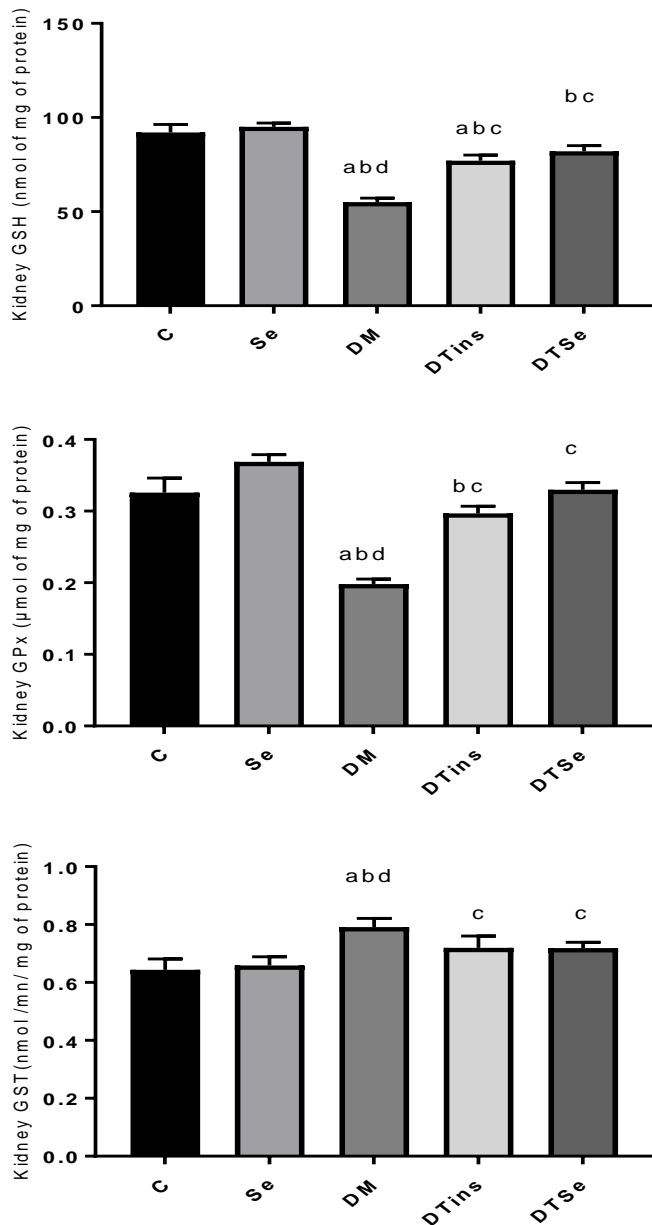 Kidney GSH (nmol of mg of protein)
150
100
50
0
abd
abc
bc
C Se DM DTins DTSe
Kidney GPx (µmol of mg of protein)
0.4
0.3
0.2
0.1
0.0
abd
bc
c
C Se DM DTins DTSe
Kidney GST(nmol /mn/ mg of protein)
1.0
0.8
0.6
0.4
0.2
0.0
abd
c
c
C Se DM DTins DTSe